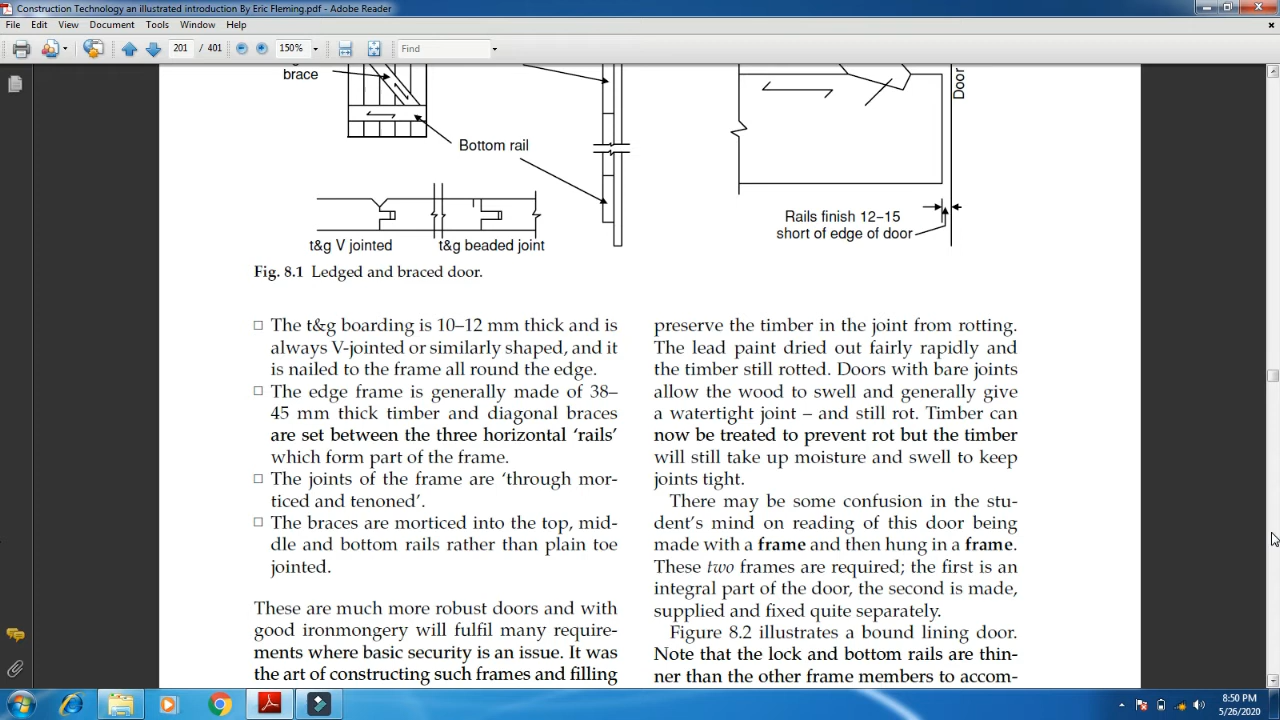 Construction Technology an illustrated introduction By Eric Fleming.pdf - Adobe Reader
File Edit View Document Tools Window Help
201 / 401 150% Find
brace
Bottom rail
t&g V jointed
t&g beaded joint
Door
Rails finish 12–15
short of edge of door
Fig. 8.1 Ledged and braced door.
□ The t&g boarding is 10–12 mm thick and is
always V-jointed or similarly shaped, and it
is nailed to the frame all round the edge.
□ The edge frame is generally made of 38–
45 mm thick timber and diagonal braces
are set between the three horizontal ‘rails’
which form part of the frame.
□ The joints of the frame are ‘through mor-
ticed and tenoned’.
□ The braces are morticed into the top, mid-
dle and bottom rails rather than plain toe
jointed.
These are much more robust doors and with
good ironmongery will fulfil many require-
ments where basic security is an issue. It was
the art of constructing such frames and filling
preserve the timber in the joint from rotting.
The lead paint dried out fairly rapidly and
the timber still rotted. Doors with bare joints
allow the wood to swell and generally give
a watertight joint – and still rot. Timber can
now be treated to prevent rot but the timber
will still take up moisture and swell to keep
joints tight.
There may be some confusion in the stu-
dent’s mind on reading of this door being
made with a frame and then hung in a frame.
These two frames are required; the first is an
integral part of the door, the second is made,
supplied and fixed quite separately.
Figure 8.2 illustrates a bound lining door.
Note that the lock and bottom rails are thin-
ner than the other frame members to accom-
8:50 PM
5/26/2020